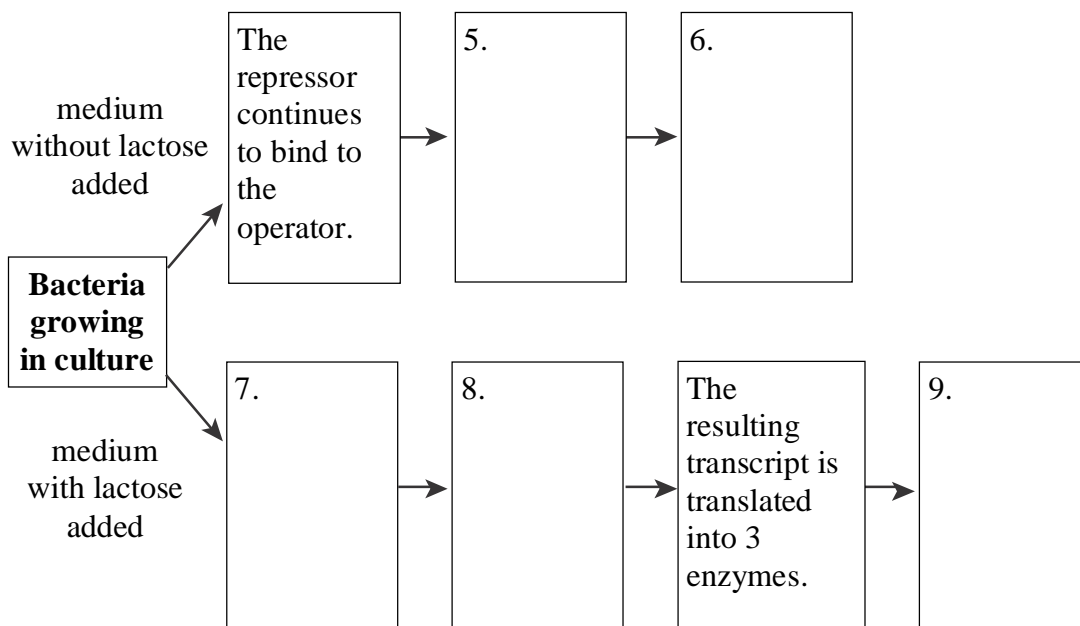 The
repressor
continues
to bind to
the
operator.
5.
6.
medium
without lactose
added
Bacteria
growing
in culture
7.
8.
The
resulting
transcript is
translated
into 3
enzymes.
9.
medium
with lactose
added